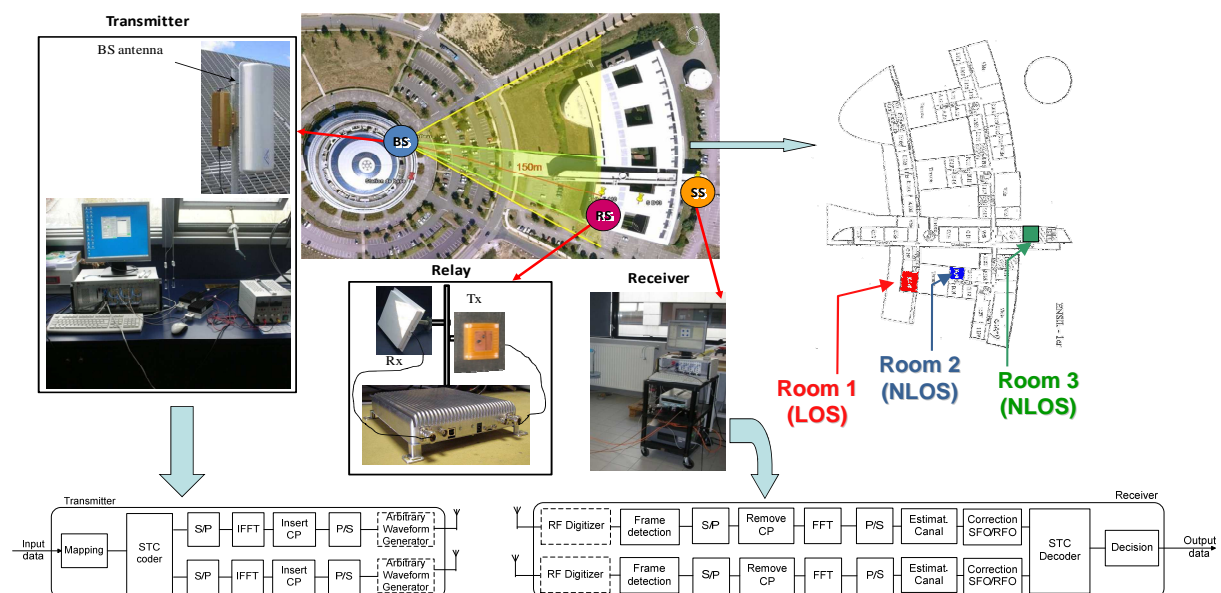 Transmitter
BS antenna
BS
150m
RS
SS
Relay
Rx
Tx
Receiver
Room 1
(LOS)
Room 2
(NLOS)
Room 3
(NLOS)
Transmitter
Input
data
Mapping
STC
coder
S/P
IFFT
Insert
CP
P/S
Arbitrary
Waveform
Generator
S/P
IFFT
Insert
CP
P/S
Arbitrary
Waveform
Generator
Receiver
RF Digitizer
Frame
detection
S/P
Remove
CP
FFT
P/S
Estimat.
Canal
Correction
SFO/RFO
RF Digitizer
Frame
detection
S/P
Remove
CP
FFT
P/S
Estimat.
Canal
Correction
SFO/RFO
STC
Decoder
Decision
Output
data